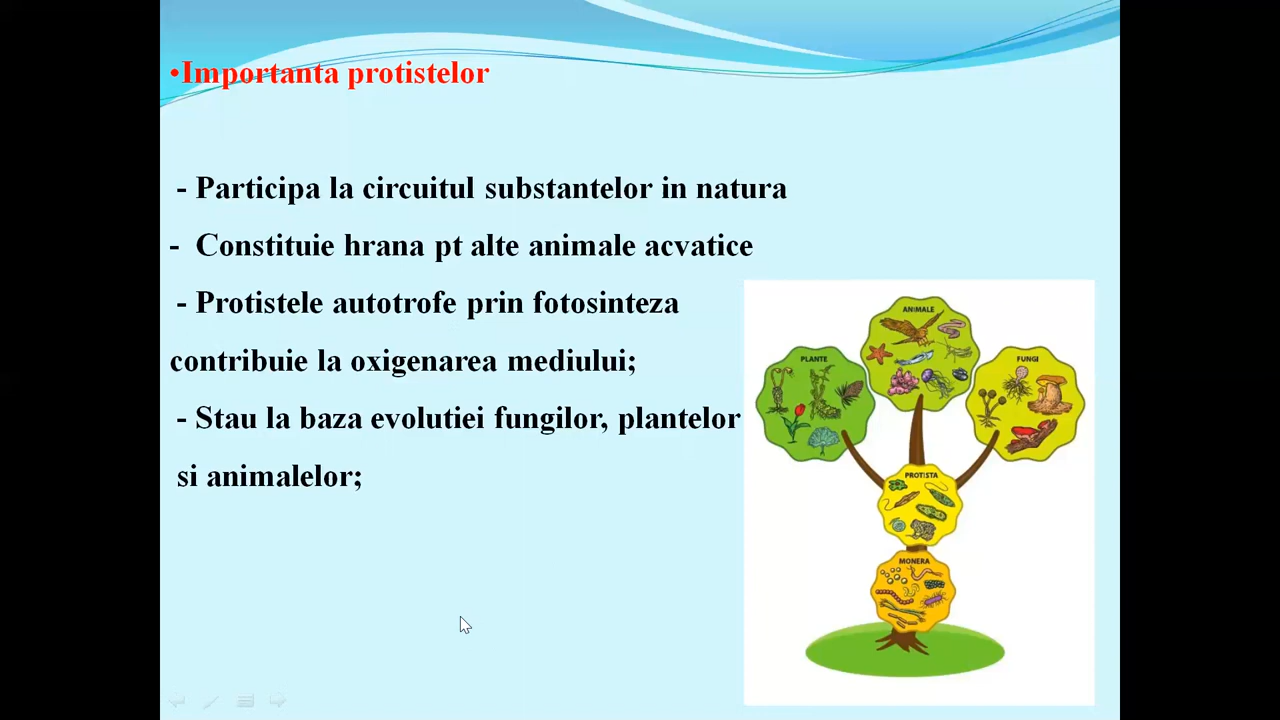 •Importanta protistelor
- Participa la circuitul substantelor in natura
- Constituie hrana pt alte animale acvatice
- Protistele autotrofe prin fotosinteza
contribuie la oxigenarea mediului;
- Stau la baza evolutiei fungilor, plantelor
si animalelor;
ANIMALE
PLANTE
FUNGI
PROTISTA
MONERA